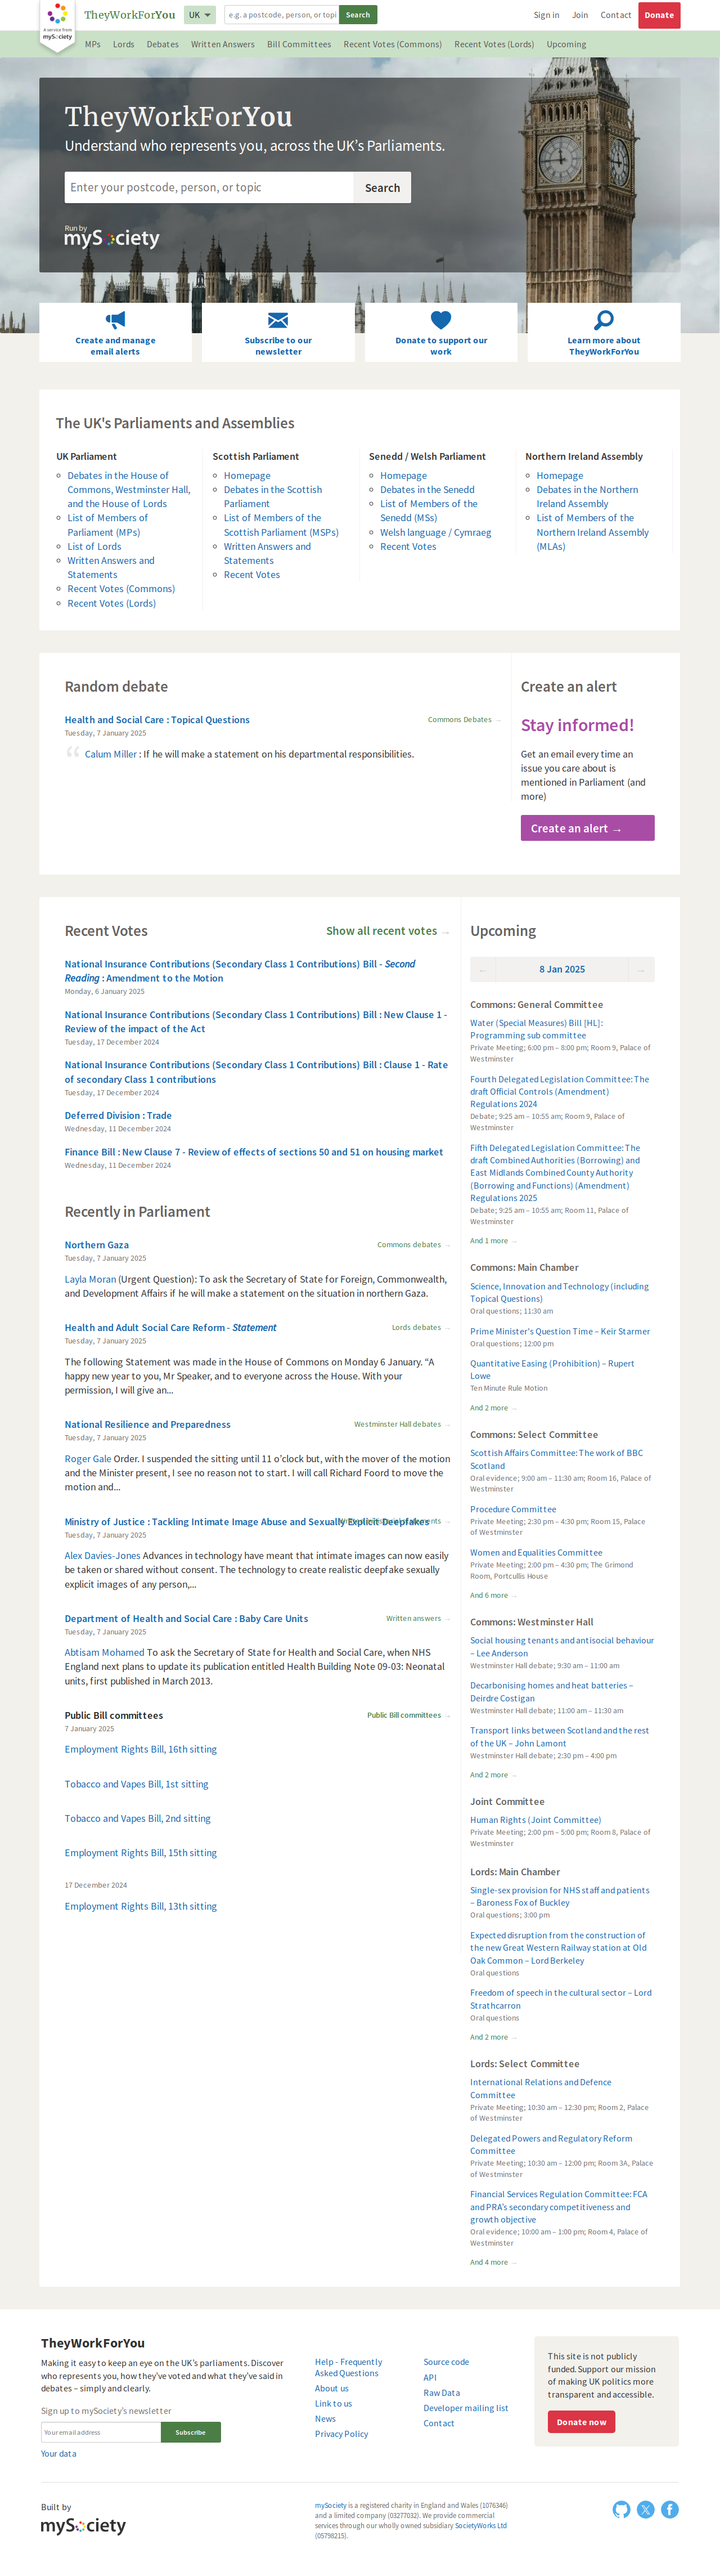 A service from
mySociety
TheyWorkForYou
UK
e.g. a postcode, person, or topi
Search
Sign in
Join
Contact
Donate
MPs
Lords
Debates
Written Answers
Bill Committees
Recent Votes (Commons)
Recent Votes (Lords)
Upcoming
TheyWorkForYou
Understand who represents you, across the UK's Parliaments.
Enter your postcode, person, or topic
Search
Run by
mySociety
Create and manage
email alerts
Subscribe to our
newsletter
Donate to support our
work
Learn more about
TheyWorkForYou
The UK's Parliaments and Assemblies
UK Parliament
Debates in the House of
Commons, Westminster Hall,
and the House of Lords
List of Members of
Parliament (MPs)
List of Lords
Written Answers and
Statements
Recent Votes (Commons)
Recent Votes (Lords)
Scottish Parliament
Homepage
Debates in the Scottish
Parliament
List of Members of the
Scottish Parliament (MSPs)
Written Answers and
Statements
Recent Votes
Senedd / Welsh Parliament
Homepage
Debates in the Senedd
List of Members of the
Senedd (MSs)
Welsh language / Cymraeg
Recent Votes
Northern Ireland Assembly
Homepage
Debates in the Northern
Ireland Assembly
List of Members of the
Northern Ireland Assembly
(MLAs)
Random debate
Health and Social Care : Topical Questions
Commons Debates →
Tuesday, 7 January 2025
“ Calum Miller : If he will make a statement on his departmental responsibilities.
Create an alert
Stay informed!
Get an email every time an
issue you care about is
mentioned in Parliament (and
more)
Create an alert →
Recent Votes
Show all recent votes →
National Insurance Contributions (Secondary Class 1 Contributions) Bill - Second
Reading : Amendment to the Motion
Monday, 6 January 2025
National Insurance Contributions (Secondary Class 1 Contributions) Bill : New Clause 1 -
Review of the impact of the Act
Tuesday, 17 December 2024
National Insurance Contributions (Secondary Class 1 Contributions) Bill : Clause 1 - Rate
of secondary Class 1 contributions
Tuesday, 17 December 2024
Deferred Division : Trade
Wednesday, 11 December 2024
Finance Bill : New Clause 7 - Review of effects of sections 50 and 51 on housing market
Wednesday, 11 December 2024
Recently in Parliament
Northern Gaza
Commons debates →
Tuesday, 7 January 2025
Layla Moran (Urgent Question): To ask the Secretary of State for Foreign, Commonwealth,
and Development Affairs if he will make a statement on the situation in northern Gaza.
Health and Adult Social Care Reform - Statement
Lords debates →
Tuesday, 7 January 2025
The following Statement was made in the House of Commons on Monday 6 January. “A
happy new year to you, Mr Speaker, and to everyone across the House. With your
permission, I will give an...
National Resilience and Preparedness
Westminster Hall debates →
Tuesday, 7 January 2025
Roger Gale Order. I suspended the sitting until 11 o'clock but, with the mover of the motion
and the Minister present, I see no reason not to start. I will call Richard Foord to move the
motion and...
Ministry of Justice : Tackling Intimate Image Abuse and Sexually Explicit Deepfakes
Tuesday, 7 January 2025
Alex Davies-Jones Advances in technology have meant that intimate images can now easily
be taken or shared without consent. The technology to create realistic deepfake sexually
explicit images of any person,...
Department of Health and Social Care : Baby Care Units
Written answers →
Tuesday, 7 January 2025
Abtisam Mohamed To ask the Secretary of State for Health and Social Care, when NHS
England next plans to update its publication entitled Health Building Note 09-03: Neonatal
units, first published in March 2013.
Public Bill committees
Public Bill committees →
7 January 2025
Employment Rights Bill, 16th sitting
Tobacco and Vapes Bill, 1st sitting
Tobacco and Vapes Bill, 2nd sitting
Employment Rights Bill, 15th sitting
17 December 2024
Employment Rights Bill, 13th sitting
Upcoming
← 8 Jan 2025 →
Commons: General Committee
Water (Special Measures) Bill [HL]:
Programming sub committee
Private Meeting; 6:00 pm – 8:00 pm; Room 9, Palace of
Westminster
Fourth Delegated Legislation Committee: The
draft Official Controls (Amendment)
Regulations 2024
Debate; 9:25 am – 10:55 am; Room 9, Palace of
Westminster
Fifth Delegated Legislation Committee: The
draft Combined Authorities (Borrowing) and
East Midlands Combined County Authority
(Borrowing and Functions) (Amendment)
Regulations 2025
Debate; 9:25 am – 10:55 am; Room 11, Palace of
Westminster
And 1 more →
Commons: Main Chamber
Science, Innovation and Technology (including
Topical Questions)
Oral questions; 11:30 am
Prime Minister's Question Time – Keir Starmer
Oral questions; 12:00 pm
Quantitative Easing (Prohibition) – Rupert
Lowe
Ten Minute Rule Motion
And 2 more →
Commons: Select Committee
Scottish Affairs Committee: The work of BBC
Scotland
Oral evidence; 9:00 am – 11:30 am; Room 16, Palace of
Westminster
Procedure Committee
Private Meeting; 2:30 pm – 4:30 pm; Room 15, Palace
of Westminster
Women and Equalities Committee
Private Meeting; 2:00 pm – 4:30 pm; The Grimond
Room, Portcullis House
And 6 more →
Commons: Westminster Hall
Social housing tenants and antisocial behaviour
– Lee Anderson
Westminster Hall debate; 9:30 am – 11:00 am
Decarbonising homes and heat batteries –
Deirdre Costigan
Westminster Hall debate; 11:00 am – 11:30 am
Transport links between Scotland and the rest
of the UK – John Lamont
Westminster Hall debate; 2:30 pm – 4:00 pm
And 2 more →
Joint Committee
Human Rights (Joint Committee)
Private Meeting; 2:00 pm – 5:00 pm; Room 8, Palace of
Westminster
Lords: Main Chamber
Single-sex provision for NHS staff and patients
– Baroness Fox of Buckley
Oral questions; 3:00 pm
Expected disruption from the construction of
the new Great Western Railway station at Old
Oak Common – Lord Berkeley
Oral questions
Freedom of speech in the cultural sector – Lord
Strathcarron
Oral questions
And 2 more →
Lords: Select Committee
International Relations and Defence
Committee
Private Meeting; 10:30 am – 12:30 pm; Room 2, Palace
of Westminster
Delegated Powers and Regulatory Reform
Committee
Private Meeting; 10:30 am – 12:00 pm; Room 3A, Palace
of Westminster
Financial Services Regulation Committee: FCA
and PRA's secondary competitiveness and
growth objective
Oral evidence; 10:00 am – 1:00 pm; Room 4, Palace of
Westminster
And 4 more →
TheyWorkForYou
Making it easy to keep an eye on the UK's parliaments. Discover
who represents you, how they've voted and what they've said in
debates – simply and clearly.
Sign up to mySociety's newsletter
Your email address
Subscribe
Your data
Help - Frequently
Asked Questions
About us
Link to us
News
Privacy Policy
Source code
API
Raw Data
Developer mailing list
Contact
This site is not publicly
funded. Support our mission
of making UK politics more
transparent and accessible.
Donate now
Built by
mySociety
mySociety is a registered charity in England and Wales (1076346)
and a limited company (03277032). We provide commercial
services through our wholly owned subsidiary SocietyWorks Ltd
(05798215).